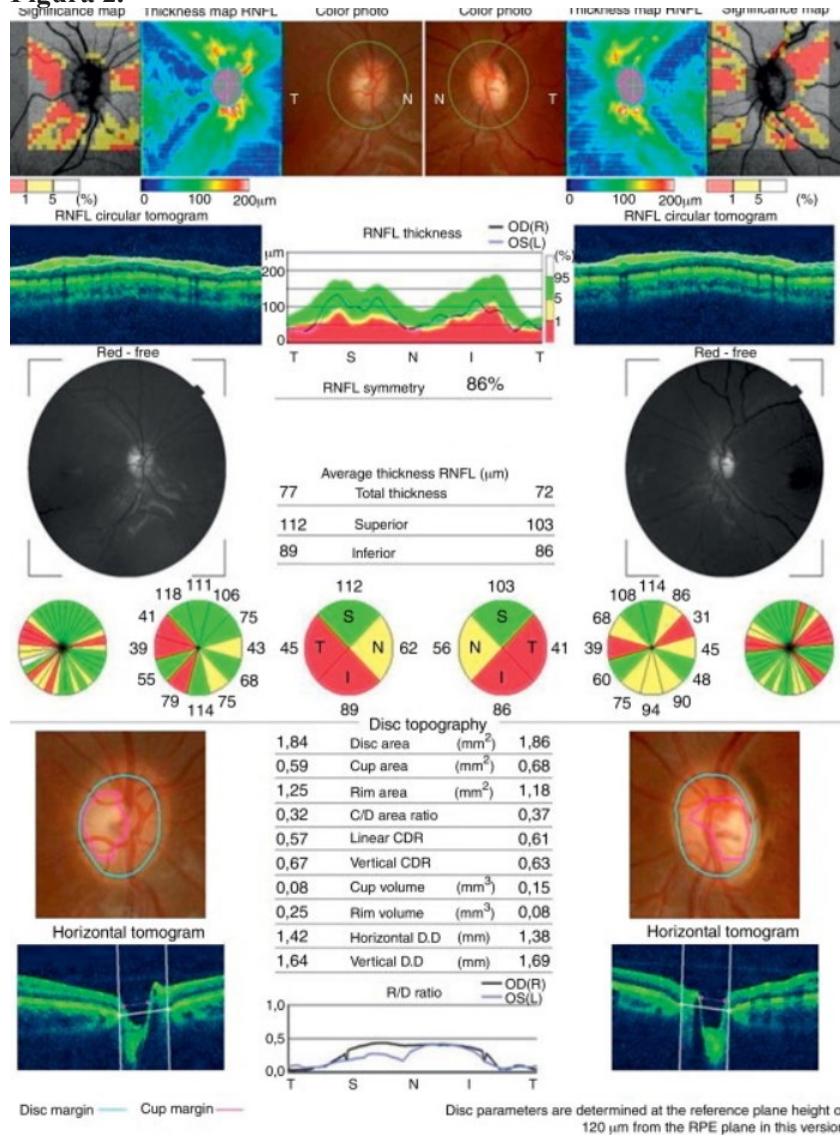 Figura 2.
Significance map Thickness map RNFL Color photo Color photo Thickness map RNFL Significance map
T N N T
1 5 (%) 0 100 200µm 0 100 200µm 1 5 (%)
RNFL circular tomogram
RNFL circular tomogram
RNFL thickness
OD(R)
OS(L)
µm
200
100
0
(%)
95
5
1
T S N I T
RNFL symmetry 86%
Red - free
Red - free
Average thickness RNFL (µm)
77 Total thickness 72
112 Superior 103
89 Inferior 86
118 111 106
41 75
39 43
55 68
79 114 75
112
S
45 T N 62
I
89
103
S
56 N T 41
I
86
108 114 86
68 31
39 45
60 48
75 94 90
Disc topography
1,84 Disc area (mm²) 1,86
0,59 Cup area (mm²) 0,68
1,25 Rim area (mm²) 1,18
0,32 C/D area ratio 0,37
0,57 Linear CDR 0,61
0,67 Vertical CDR 0,63
0,08 Cup volume (mm³) 0,15
0,25 Rim volume (mm³) 0,08
1,42 Horizontal D.D (mm) 1,38
1,64 Vertical D.D (mm) 1,69
Horizontal tomogram
Horizontal tomogram
R/D ratio
OD(R)
OS(L)
1,0
0,5
0,0
T S N I T
Disc margin Cup margin
Disc parameters are determined at the reference plane height o
120 µm from the RPE plane in this version